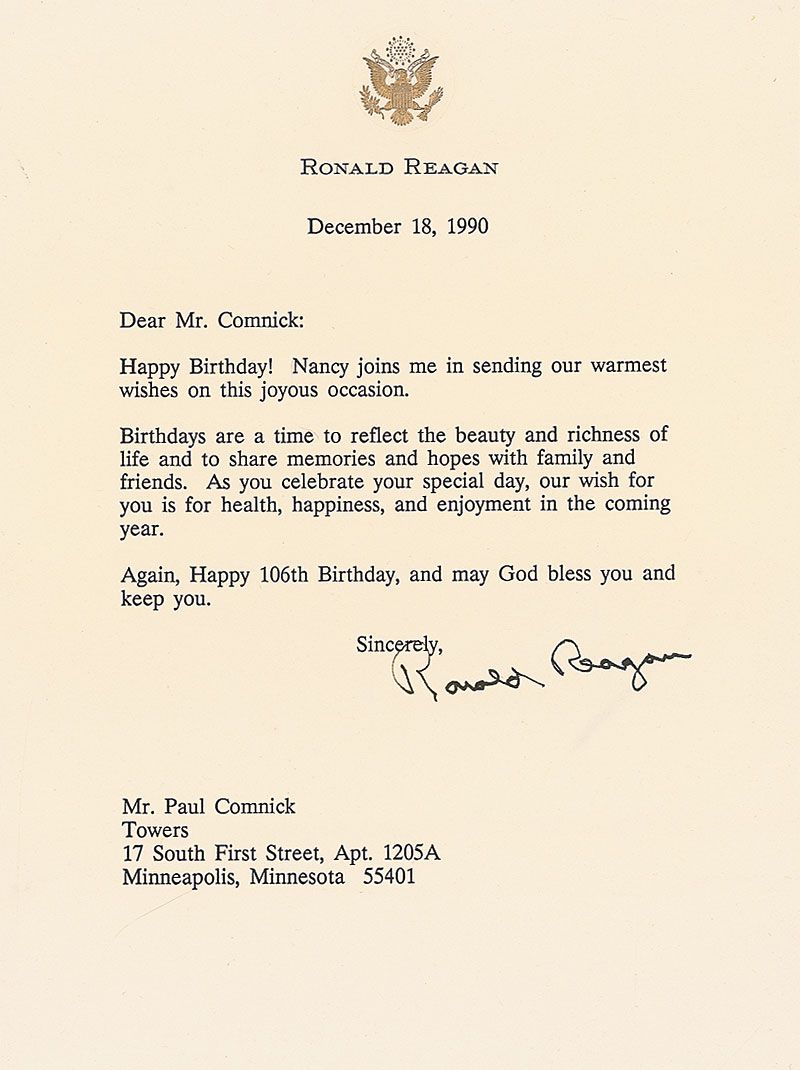 RONALD REAGAN
December 18, 1990
Dear Mr. Comnick:
Happy Birthday! Nancy joins me in sending our warmest
wishes on this joyous occasion.
Birthdays are a time to reflect the beauty and richness of
life and to share memories and hopes with family and
friends. As you celebrate your special day, our wish for
you is for health, happiness, and enjoyment in the coming
year.
Again, Happy 106th Birthday, and may God bless you and
keep you.
Sincerely,
Ronald Reagan
Mr. Paul Comnick
Towers
17 South First Street, Apt. 1205A
Minneapolis, Minnesota 55401